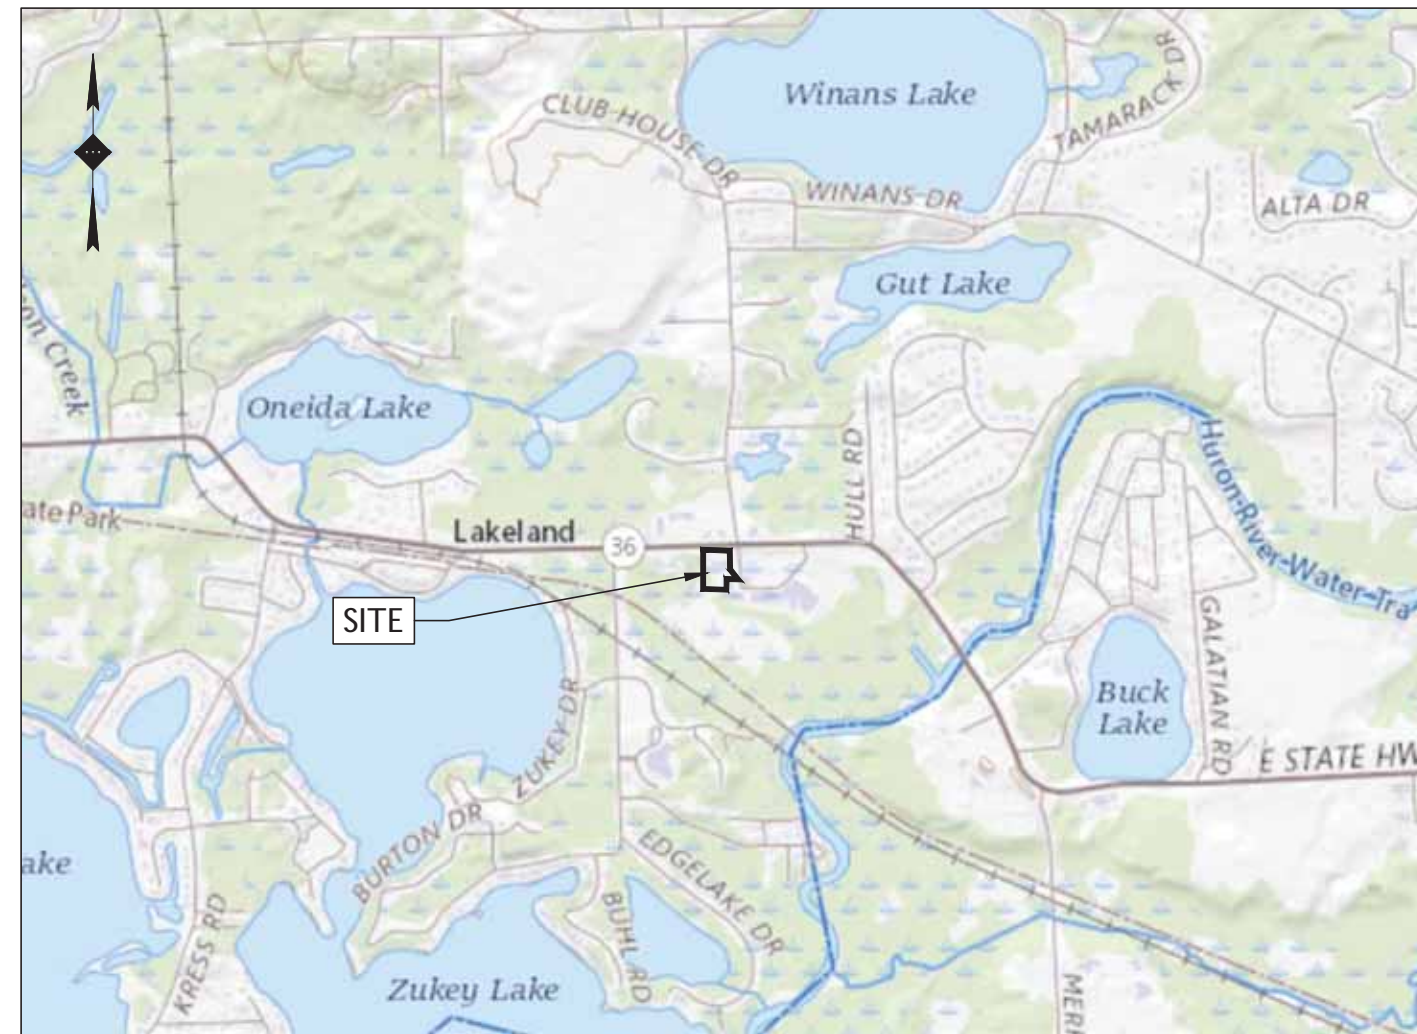 Winans Lake
TAMARACK DR
CLUB HOUSE DR
WINANS DR
ALTA DR
Gut Lake
Creek
Oneida Lake
HULL RD
Huron River Water Tra
ate Park
Lakeland
36
SITE
GALATIAN RD
Buck
Lake
ZUKEY DR
E STATE HW
BURTON DR
EDGELAKE DR
ake
BUHL RD
KRESS RD
Zukey Lake
MER